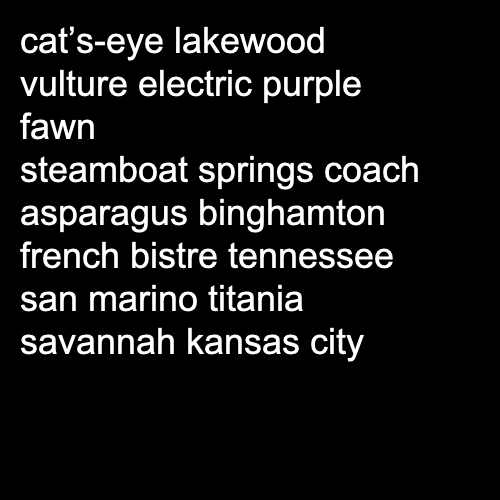 cat’s-eye lakewood
vulture electric purple
fawn
steamboat springs coach
asparagus binghamton
french bistre tennessee
san marino titania
savannah kansas city